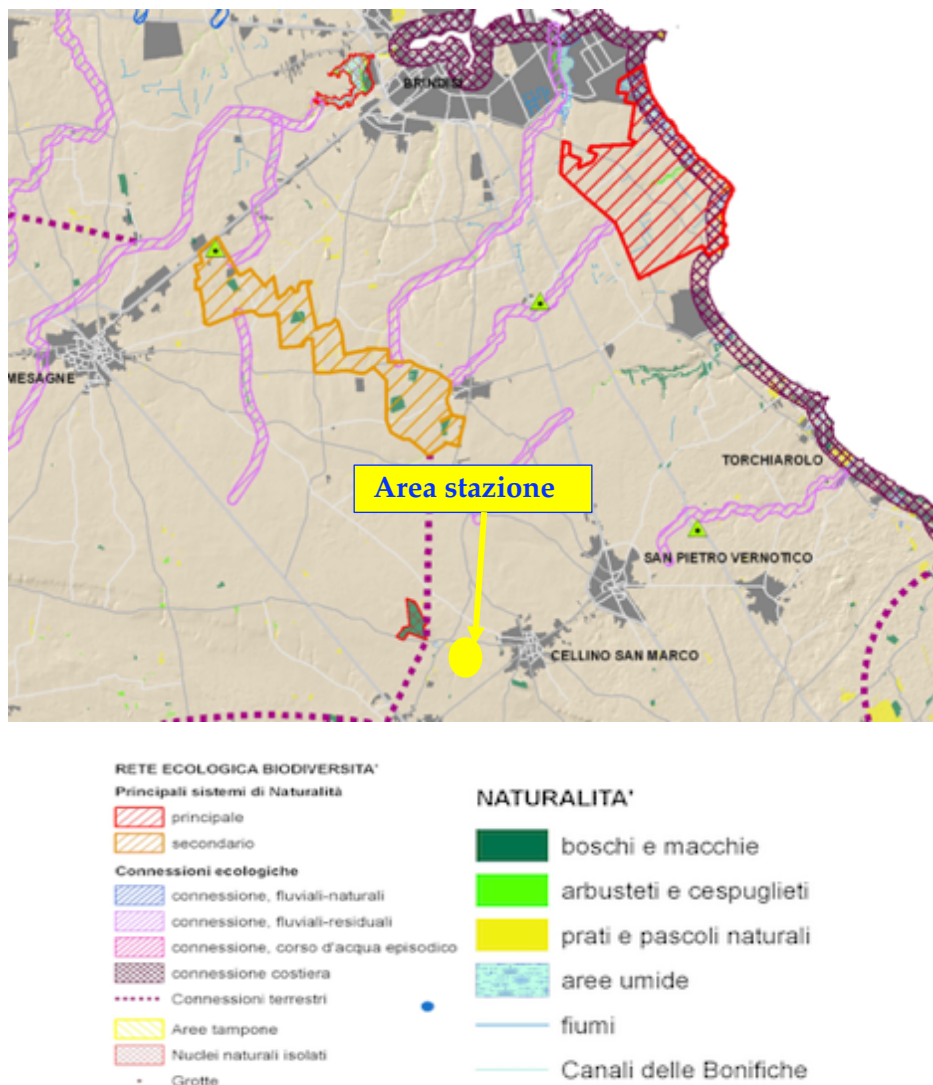 BRINDISI
MESAGNE
TORCHIAROLO
Area stazione
SAN PIETRO VERNOTICO
CELLINO SAN MARCO
RETE ECOLOGICA BIODIVERSITA'
Principali sistemi di Naturalità
principale
secondario
Connessioni ecologiche
connessione, fluviali-naturali
connessione, fluviali-residuali
connessione, corso d'acqua episodico
connessione costiera
Connessioni terrestri
Aree tampone
Nuclei naturali isolati
Grotte
NATURALITA'
boschi e macchie
arbusteti e cespuglieti
prati e pascoli naturali
aree umide
fiumi
Canali delle Bonifiche